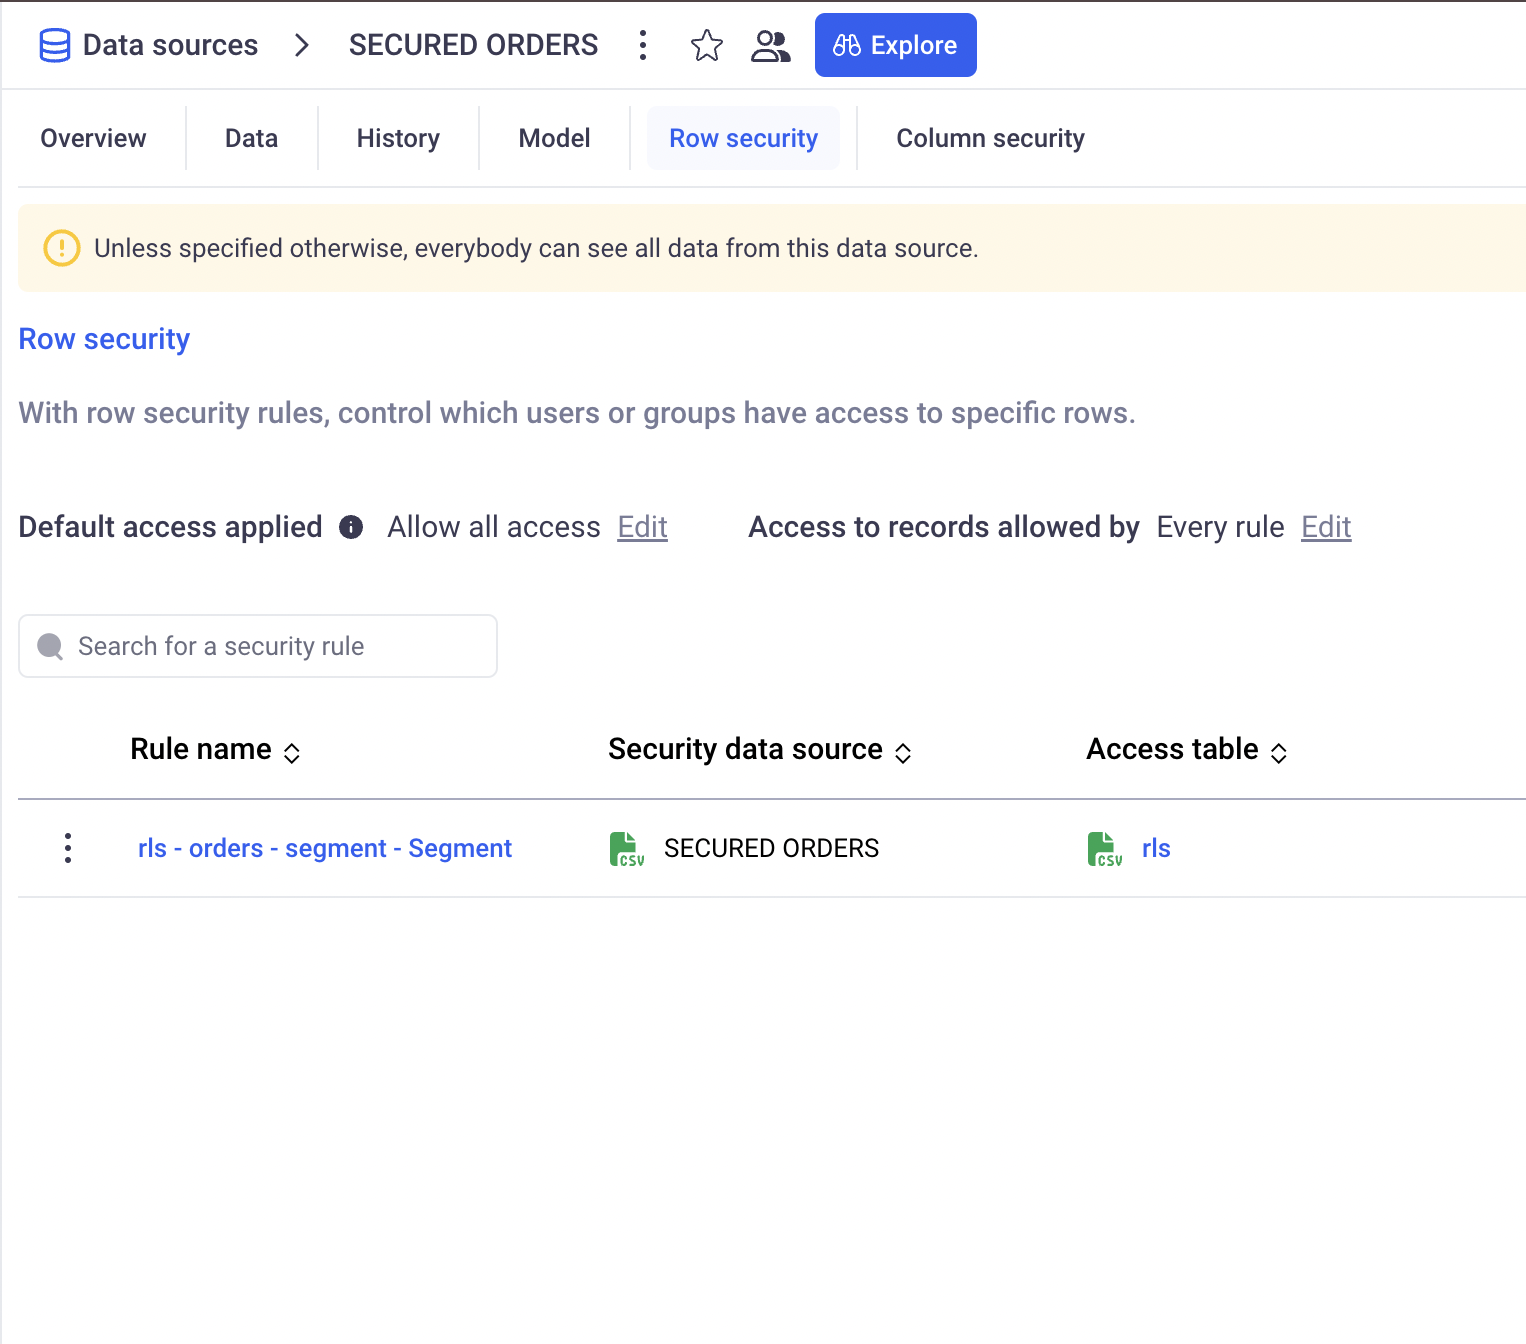 Data sources > SECURED ORDERS Explore
Overview Data History Model Row security Column security
Unless specified otherwise, everybody can see all data from this data source.
Row security
With row security rules, control which users or groups have access to specific rows.
Default access applied Allow all access Edit Access to records allowed by Every rule Edit
Search for a security rule
Rule name Security data source Access table
rls - orders - segment - Segment CSV SECURED ORDERS CSV rls